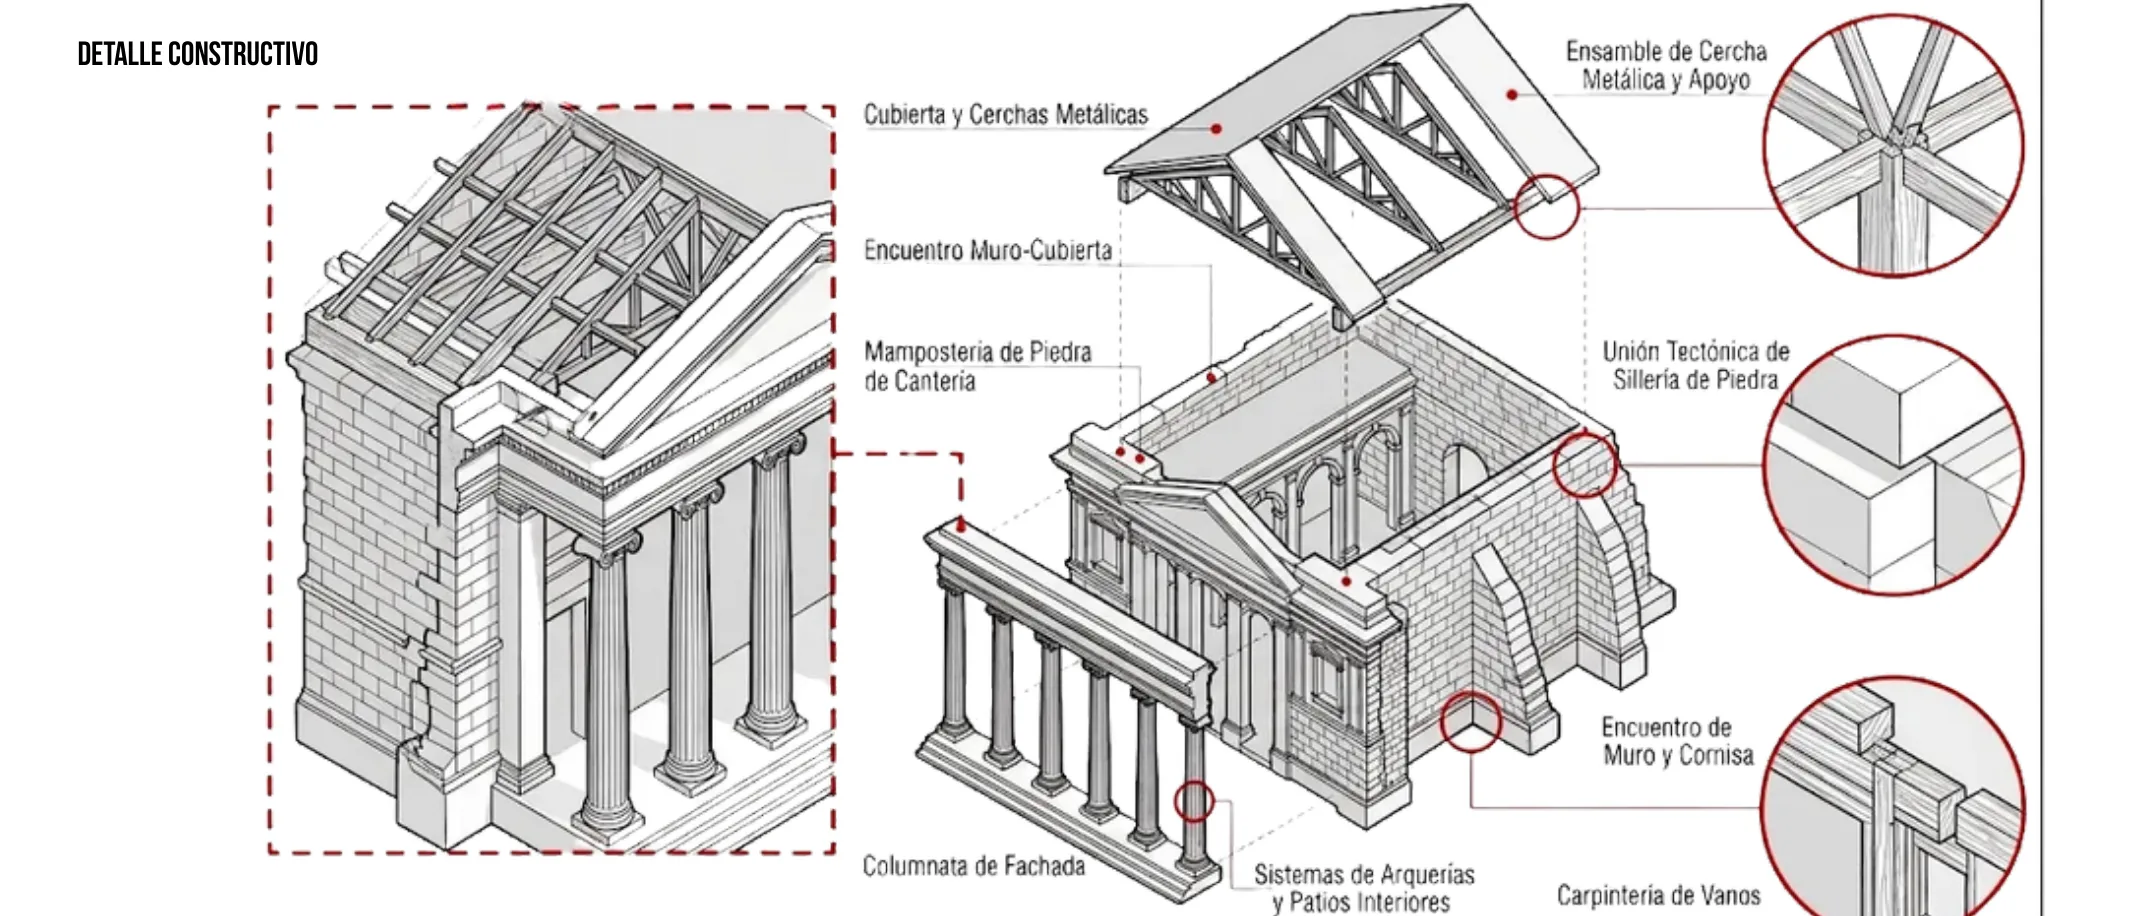 DETALLE CONSTRUCTIVO
Cubierta y Cerchas Metálicas
Encuentro Muro-Cubierta
Mampostería de Piedra
de Cantería
Columnata de Fachada
Sistemas de Arquerías
y Patios Interiores
Ensamble de Cercha
Metálica y Apoyo
Unión Tectónica de
Sillería de Piedra
Encuentro de
Muro y Cornisa
Carpintería de Vanos